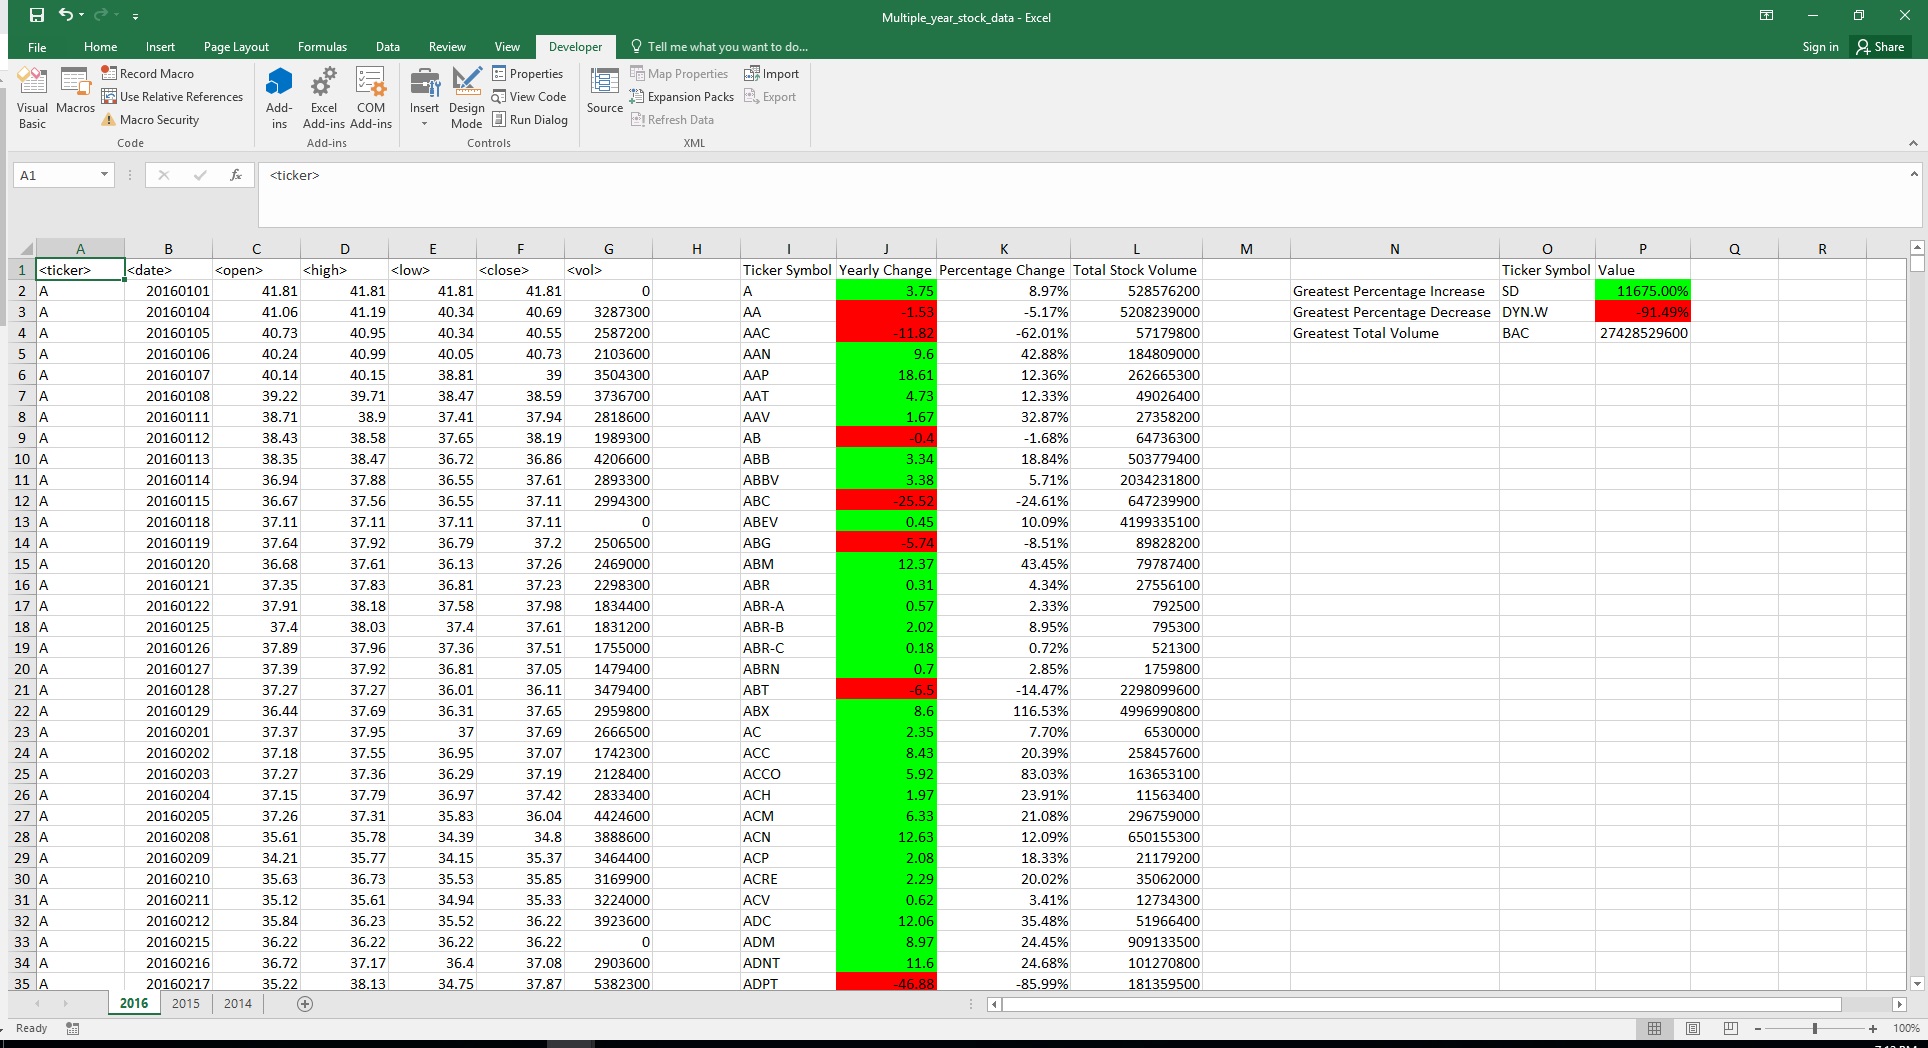 Multiple_year_stock_data - Excel
File Home Insert Page Layout Formulas Data Review View Developer Tell me what you want to do... Sign in Share
Visual Basic Macros Record Macro Use Relative References Macro Security Add-ins Excel Add-ins COM Add-ins Insert Design Mode Properties View Code Run Dialog Source Map Properties Expansion Packs Refresh Data Import Export
Code Add-ins Controls XML
A1 fx <ticker>
A B C D E F G H I J K L M N O P Q R
1 <ticker> <date> <open> <high> <low> <close> <vol> Ticker Symbol Yearly Change Percentage Change Total Stock Volume Ticker Symbol Value
2 A 20160101 41.81 41.81 41.81 41.81 0 A 3.75 8.97% 528576200 Greatest Percentage Increase SD 11675.00%
3 A 20160104 41.06 41.19 40.34 40.69 3287300 AA -1.53 -5.17% 5208239000 Greatest Percentage Decrease DYN.W -91.49%
4 A 20160105 40.73 40.95 40.34 40.55 2587200 AAC -11.82 -62.01% 57179800 Greatest Total Volume BAC 27428529600
5 A 20160106 40.24 40.99 40.05 40.73 2103600 AAN 9.6 42.88% 184809000
6 A 20160107 40.14 40.15 38.81 39 3504300 AAP 18.61 12.36% 262665300
7 A 20160108 39.22 39.71 38.47 38.59 3736700 AAT 4.73 12.33% 49026400
8 A 20160111 38.71 38.9 37.41 37.94 2818600 AAV 1.67 32.87% 27358200
9 A 20160112 38.43 38.58 37.65 38.19 1989300 AB -0.4 -1.68% 64736300
10 A 20160113 38.35 38.47 36.72 36.86 4206600 ABB 3.34 18.84% 503779400
11 A 20160114 36.94 37.88 36.55 37.61 2893300 ABBV 3.38 5.71% 2034231800
12 A 20160115 36.67 37.56 36.55 37.11 2994300 ABC -25.52 -24.61% 647239900
13 A 20160118 37.11 37.11 37.11 37.11 0 ABEV 0.45 10.09% 4199335100
14 A 20160119 37.64 37.92 36.79 37.2 2506500 ABG -5.74 -8.51% 89828200
15 A 20160120 36.68 37.61 36.13 37.26 2469000 ABM 12.37 43.45% 79787400
16 A 20160121 37.35 37.83 36.81 37.23 2298300 ABR 0.31 4.34% 27556100
17 A 20160122 37.91 38.18 37.58 37.98 1834400 ABR-A 0.57 2.33% 792500
18 A 20160125 37.4 38.03 37.4 37.61 1831200 ABR-B 2.02 8.95% 795300
19 A 20160126 37.89 37.96 37.36 37.51 1755000 ABR-C 0.18 0.72% 521300
20 A 20160127 37.39 37.92 36.81 37.05 1479400 ABRN 0.7 2.85% 1759800
21 A 20160128 37.27 37.27 36.01 36.11 3479400 ABT -6.5 -14.47% 2298099600
22 A 20160129 36.44 37.69 36.31 37.65 2959800 ABX 8.6 116.53% 4996990800
23 A 20160201 37.37 37.95 37 37.69 2666500 AC 2.35 7.70% 6530000
24 A 20160202 37.18 37.55 36.95 37.07 1742300 ACC 8.43 20.39% 258457600
25 A 20160203 37.27 37.36 36.29 37.19 2128400 ACCO 5.92 83.03% 163653100
26 A 20160204 37.15 37.79 36.97 37.42 2833400 ACH 1.97 23.91% 11563400
27 A 20160205 37.26 37.31 35.83 36.04 4424600 ACM 6.33 21.08% 296759000
28 A 20160208 35.61 35.78 34.39 34.8 3888600 ACN 12.63 12.09% 650155300
29 A 20160209 34.21 35.77 34.15 35.37 3464400 ACP 2.08 18.33% 21179200
30 A 20160210 35.63 36.73 35.53 35.85 3169900 ACRE 2.29 20.02% 35062000
31 A 20160211 35.12 35.61 34.94 35.33 3224000 ACV 0.62 3.41% 12734300
32 A 20160212 35.84 36.23 35.52 36.22 3923600 ADC 12.06 35.48% 51966400
33 A 20160215 36.22 36.22 36.22 36.22 0 ADM 8.97 24.45% 909133500
34 A 20160216 36.72 37.17 36.4 37.08 2903600 ADNT 11.6 24.68% 101270800
35 A 20160217 35.22 38.13 34.75 37.87 5382300 ADPT -46.88 -85.99% 181359500
2016 2015 2014
Ready 100%